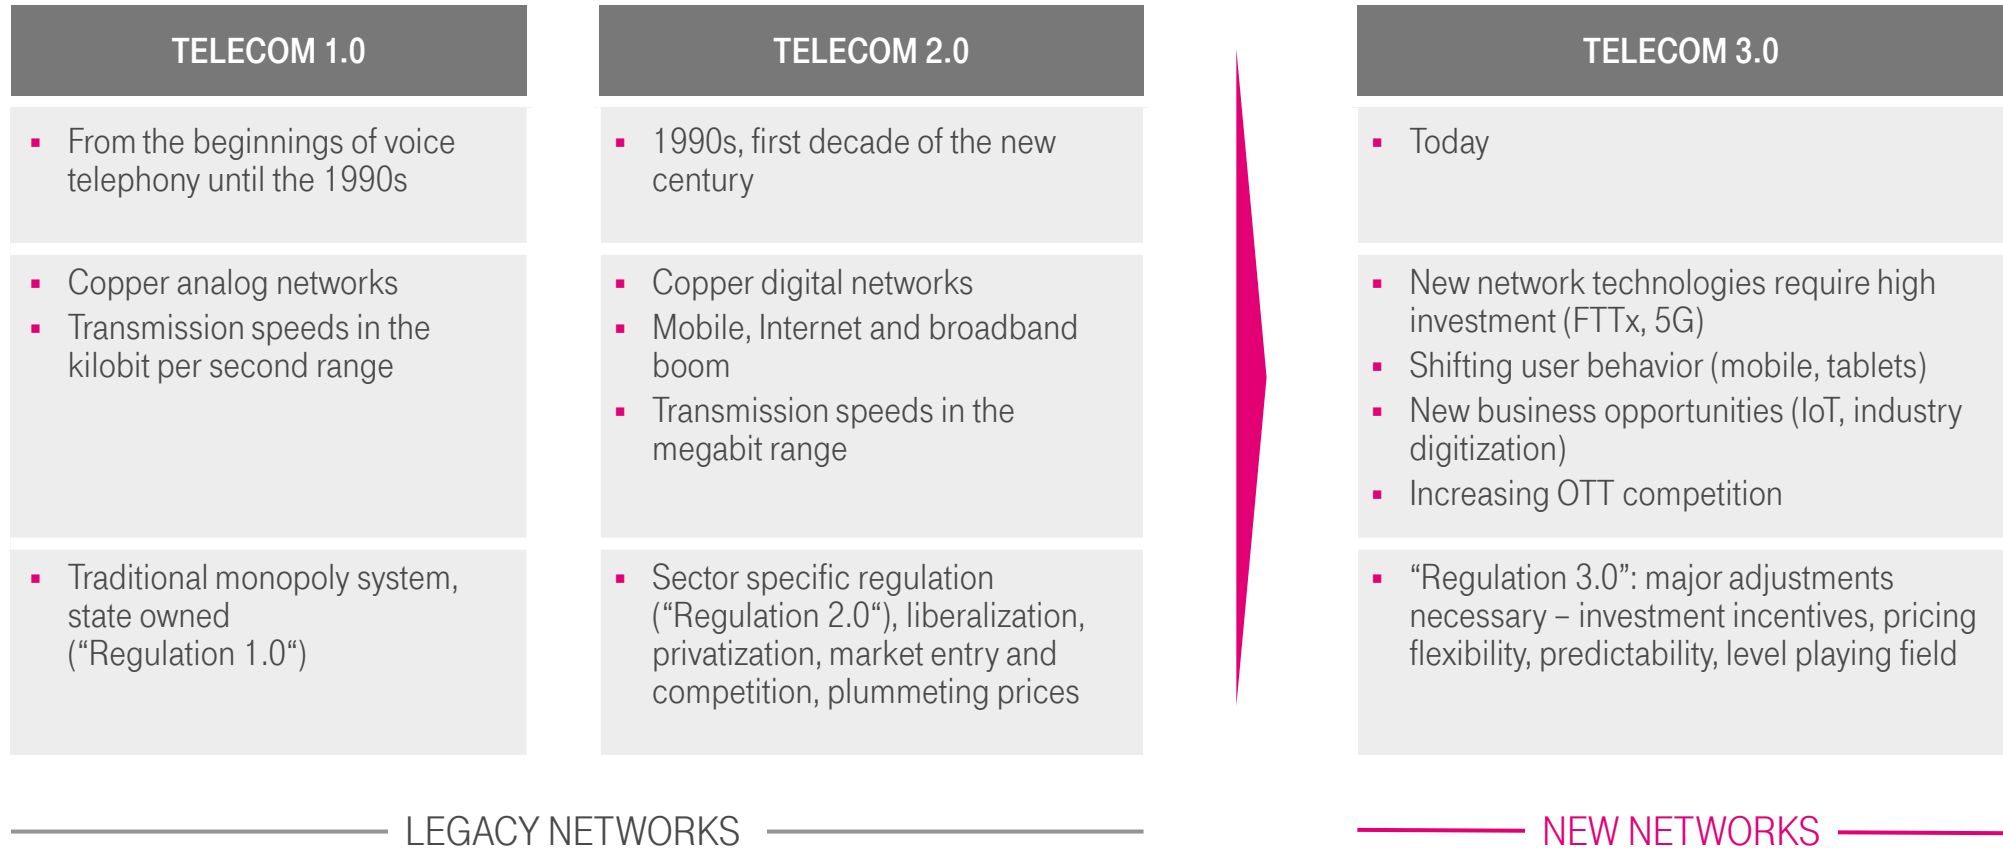 TELECOM 1.0
▪ From the beginnings of voice
telephony until the 1990s
▪ Copper analog networks
▪ Transmission speeds in the
kilobit per second range
▪ Traditional monopoly system,
state owned
(“Regulation 1.0“)
TELECOM 2.0
▪ 1990s, first decade of the new
century
▪ Copper digital networks
▪ Mobile, Internet and broadband
boom
▪ Transmission speeds in the
megabit range
▪ Sector specific regulation
(“Regulation 2.0“), liberalization,
privatization, market entry and
competition, plummeting prices
LEGACY NETWORKS
TELECOM 3.0
▪ Today
▪ New network technologies require high
investment (FTTx, 5G)
▪ Shifting user behavior (mobile, tablets)
▪ New business opportunities (IoT, industry
digitization)
▪ Increasing OTT competition
▪ “Regulation 3.0”: major adjustments
necessary – investment incentives, pricing
flexibility, predictability, level playing field
NEW NETWORKS